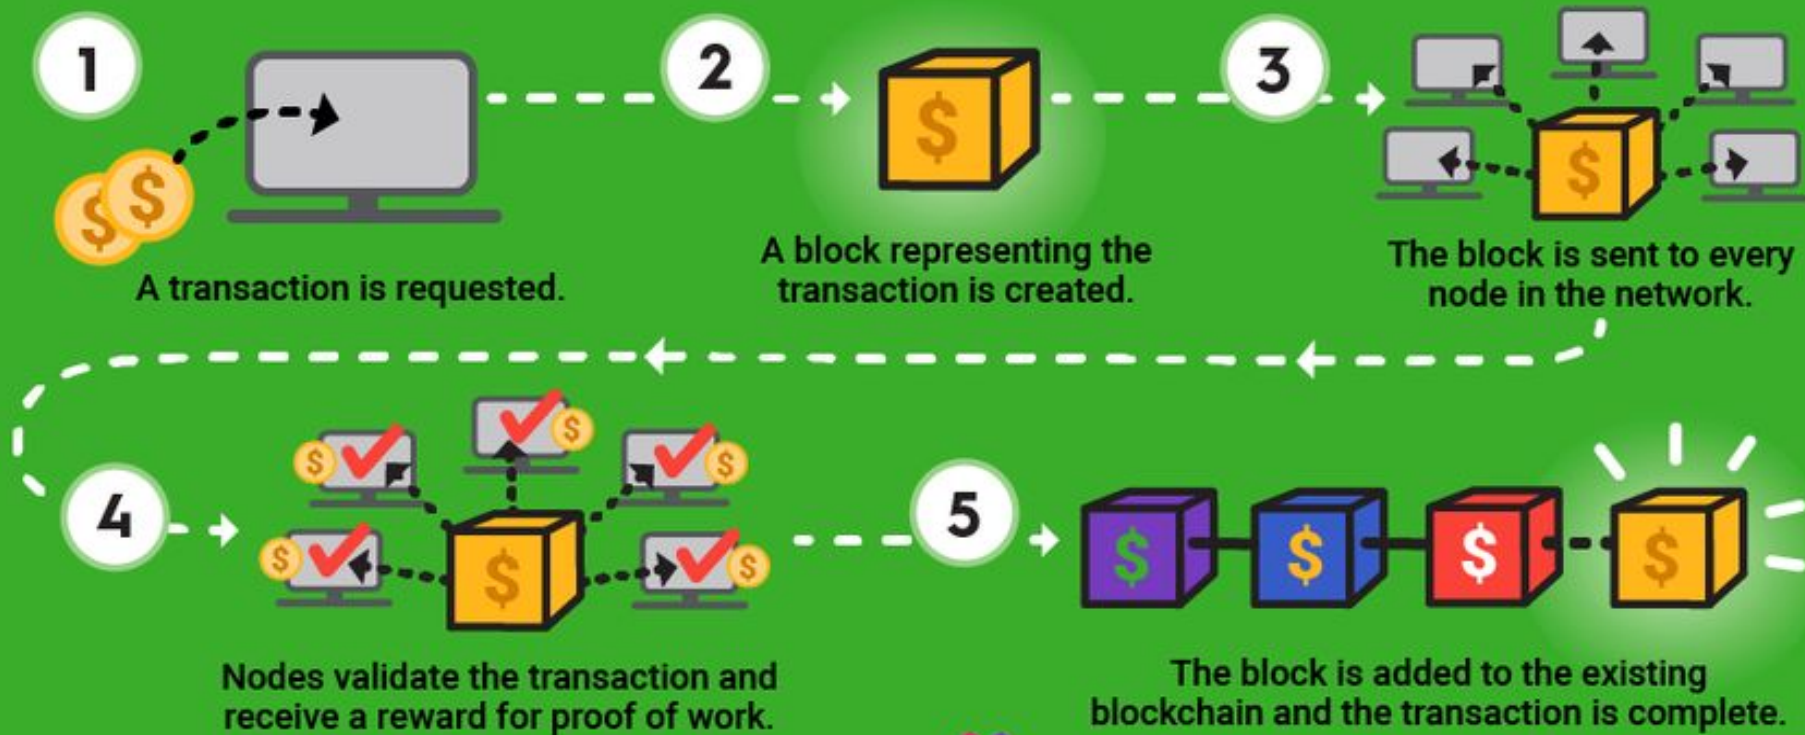 1
A transaction is requested.
2
A block representing the
transaction is created.
3
The block is sent to every
node in the network.
4
Nodes validate the transaction and
receive a reward for proof of work.
5
The block is added to the existing
blockchain and the transaction is complete.
$
$
$
$
$
$
$
$
$
$
$
$
$
$